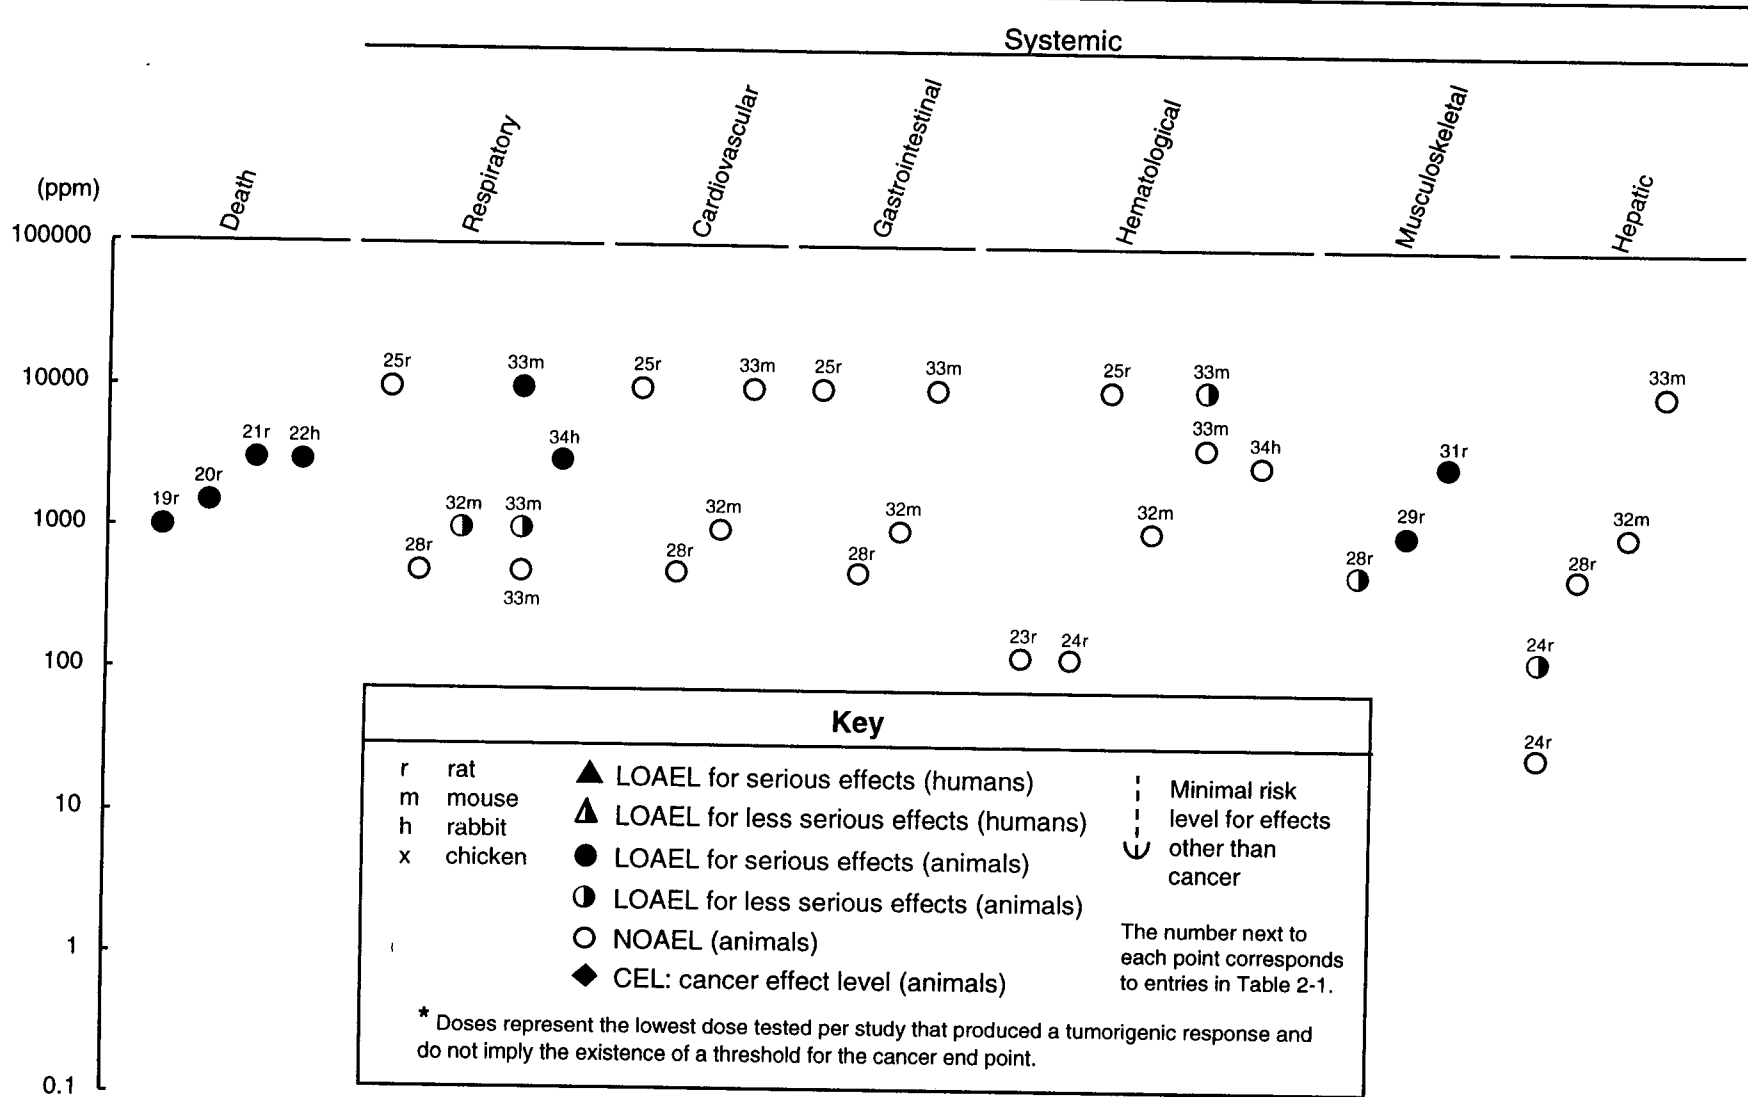 Systemic
(ppm)
Death
Respiratory
Cardiovascular
Gastrointestinal
Hematological
Musculoskeletal
Hepatic
100000
25r 33m 25r 33m 25r 33m 25r 33m 33m
10000
21r 22h 34h 33m 34h 31r
19r 20r 32m 33m 32m 32m 32m 29r 32m
1000
28r 33m 28r 28r 28r 28r
23r 24r 24r
100
24r
10
1
0.1
Key
r rat
m mouse
h rabbit
x chicken
LOAEL for serious effects (humans)
LOAEL for less serious effects (humans)
LOAEL for serious effects (animals)
LOAEL for less serious effects (animals)
NOAEL (animals)
CEL: cancer effect level (animals)
Minimal risk
level for effects
other than
cancer
The number next to
each point corresponds
to entries in Table 2-1.
* Doses represent the lowest dose tested per study that produced a tumorigenic response and
do not imply the existence of a threshold for the cancer end point.